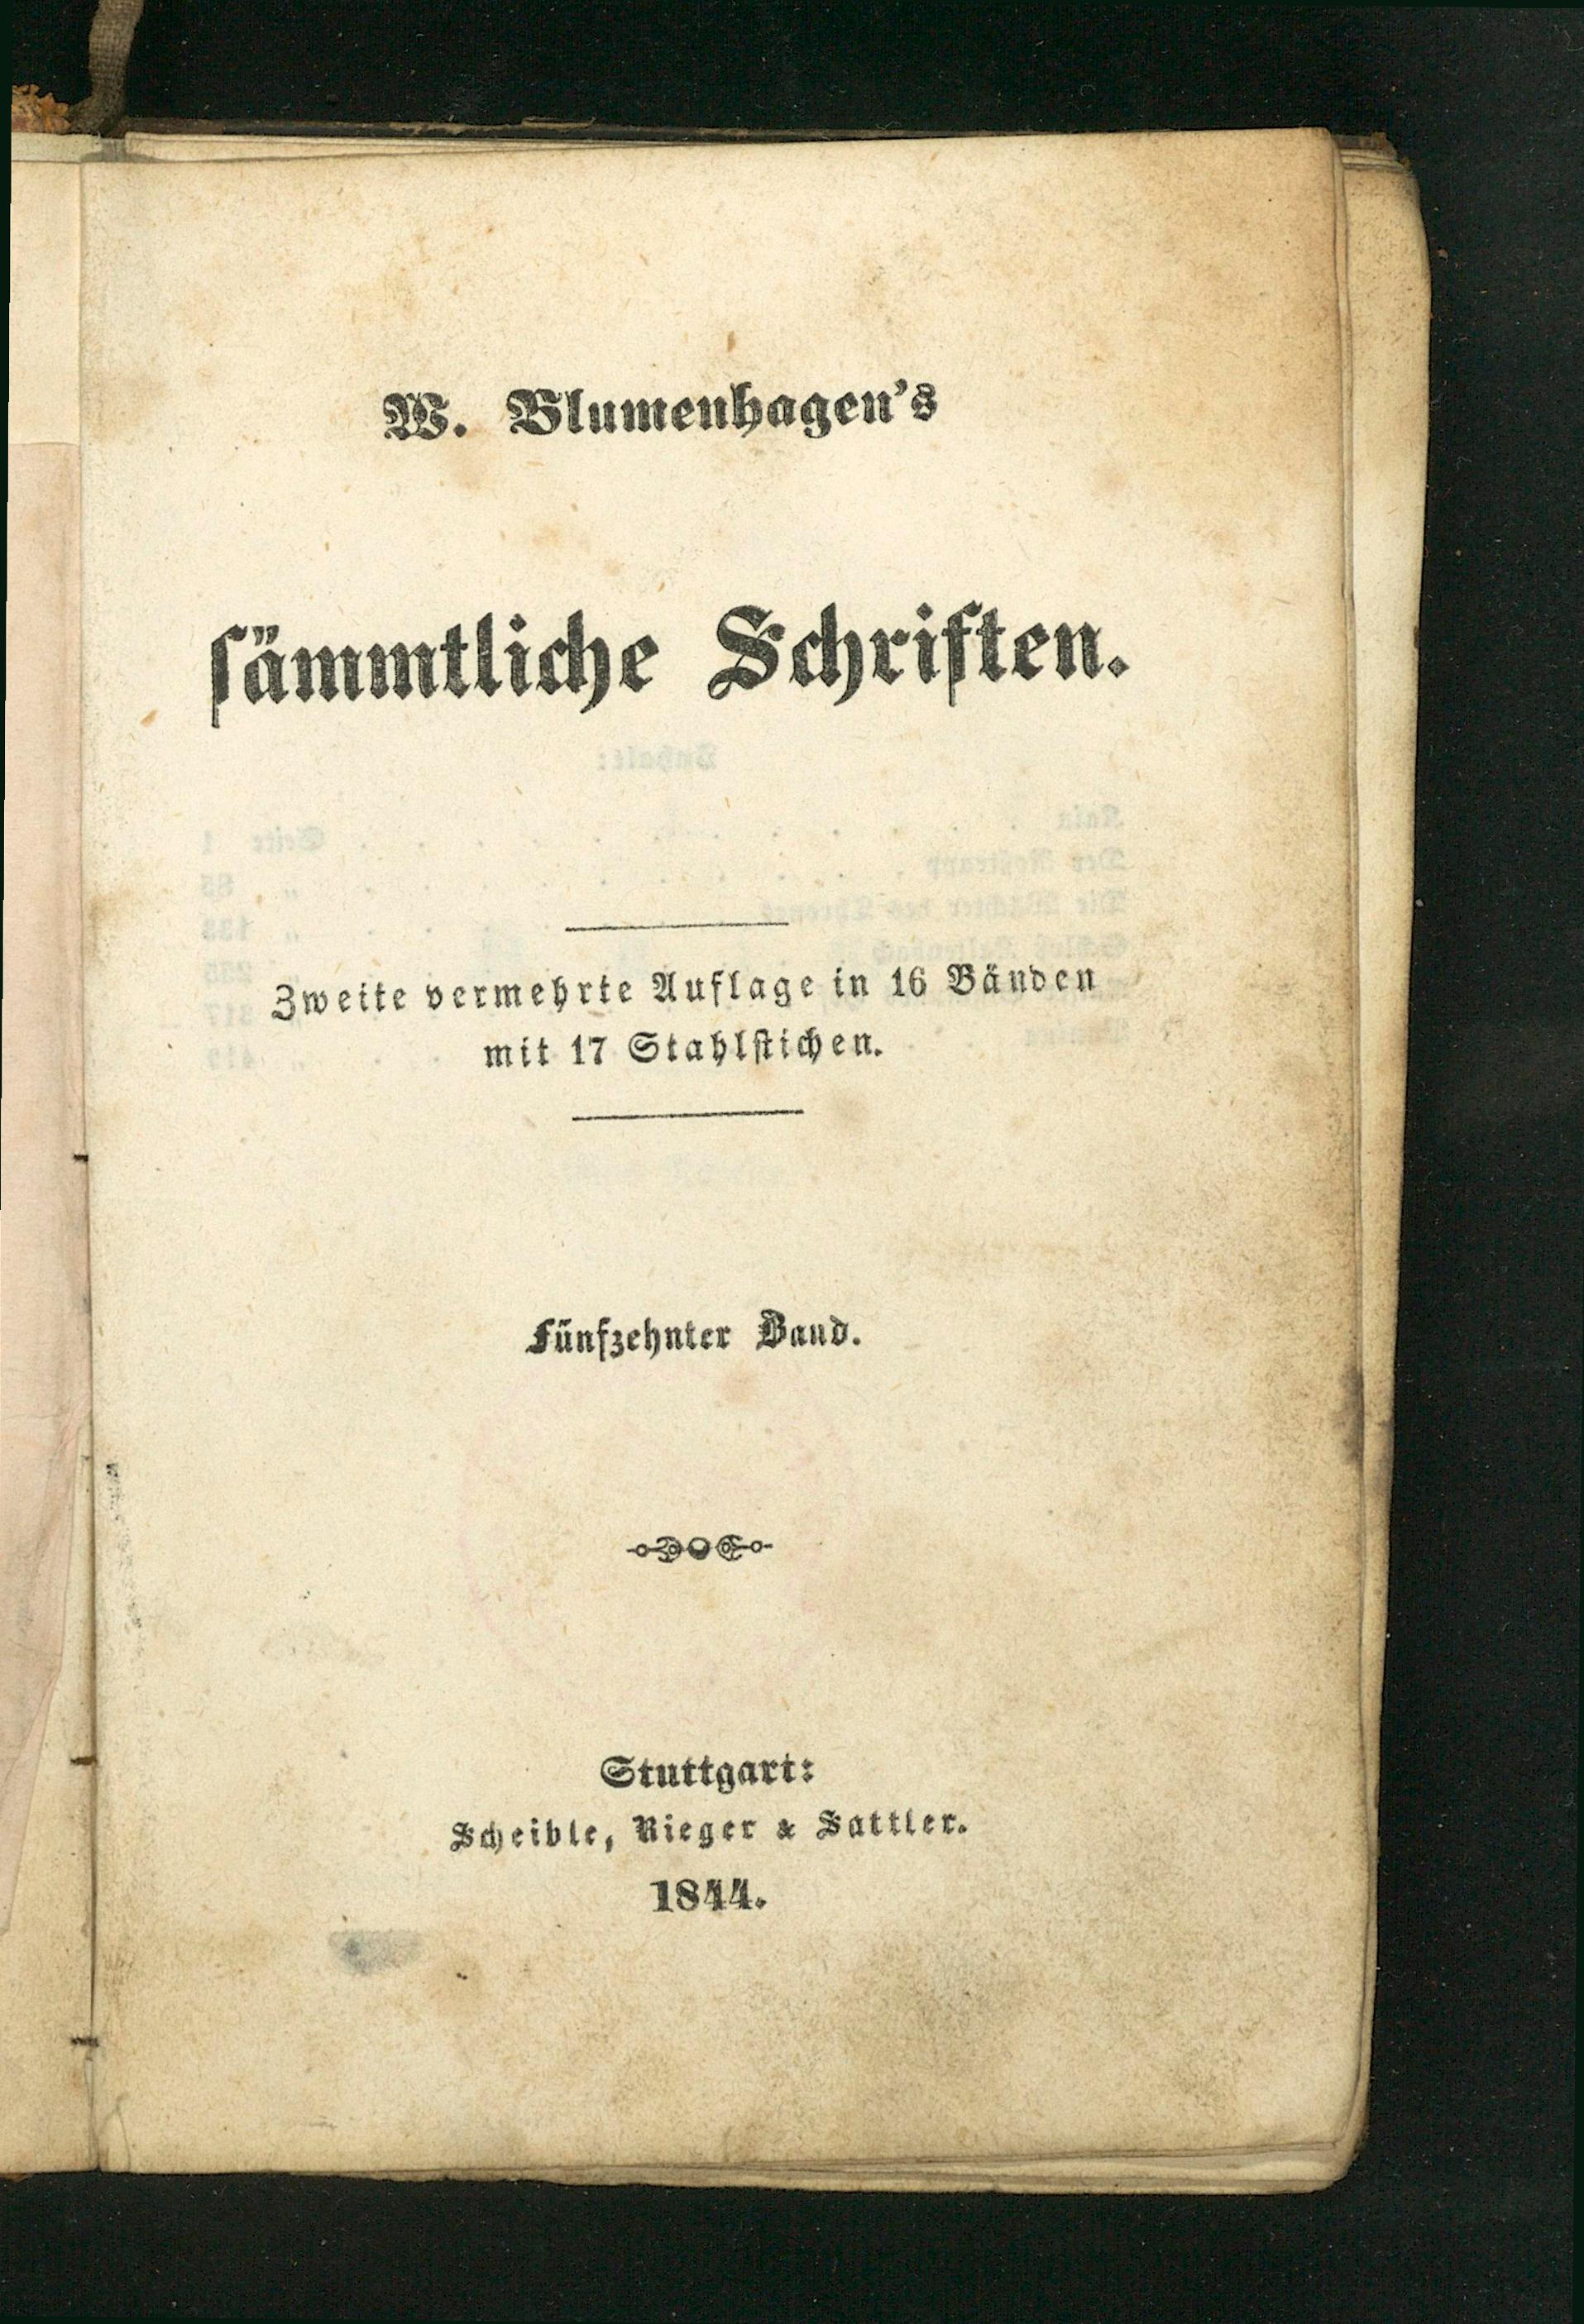 W. Blumenhagen's
sämmtliche Schriften.
Zweite vermehrte Auflage in 16 Bänden
mit 17 Stahlstichen.
Fünfzehnter Band.
Stuttgart:
Scheible, Rieger & Sattler.
1844.